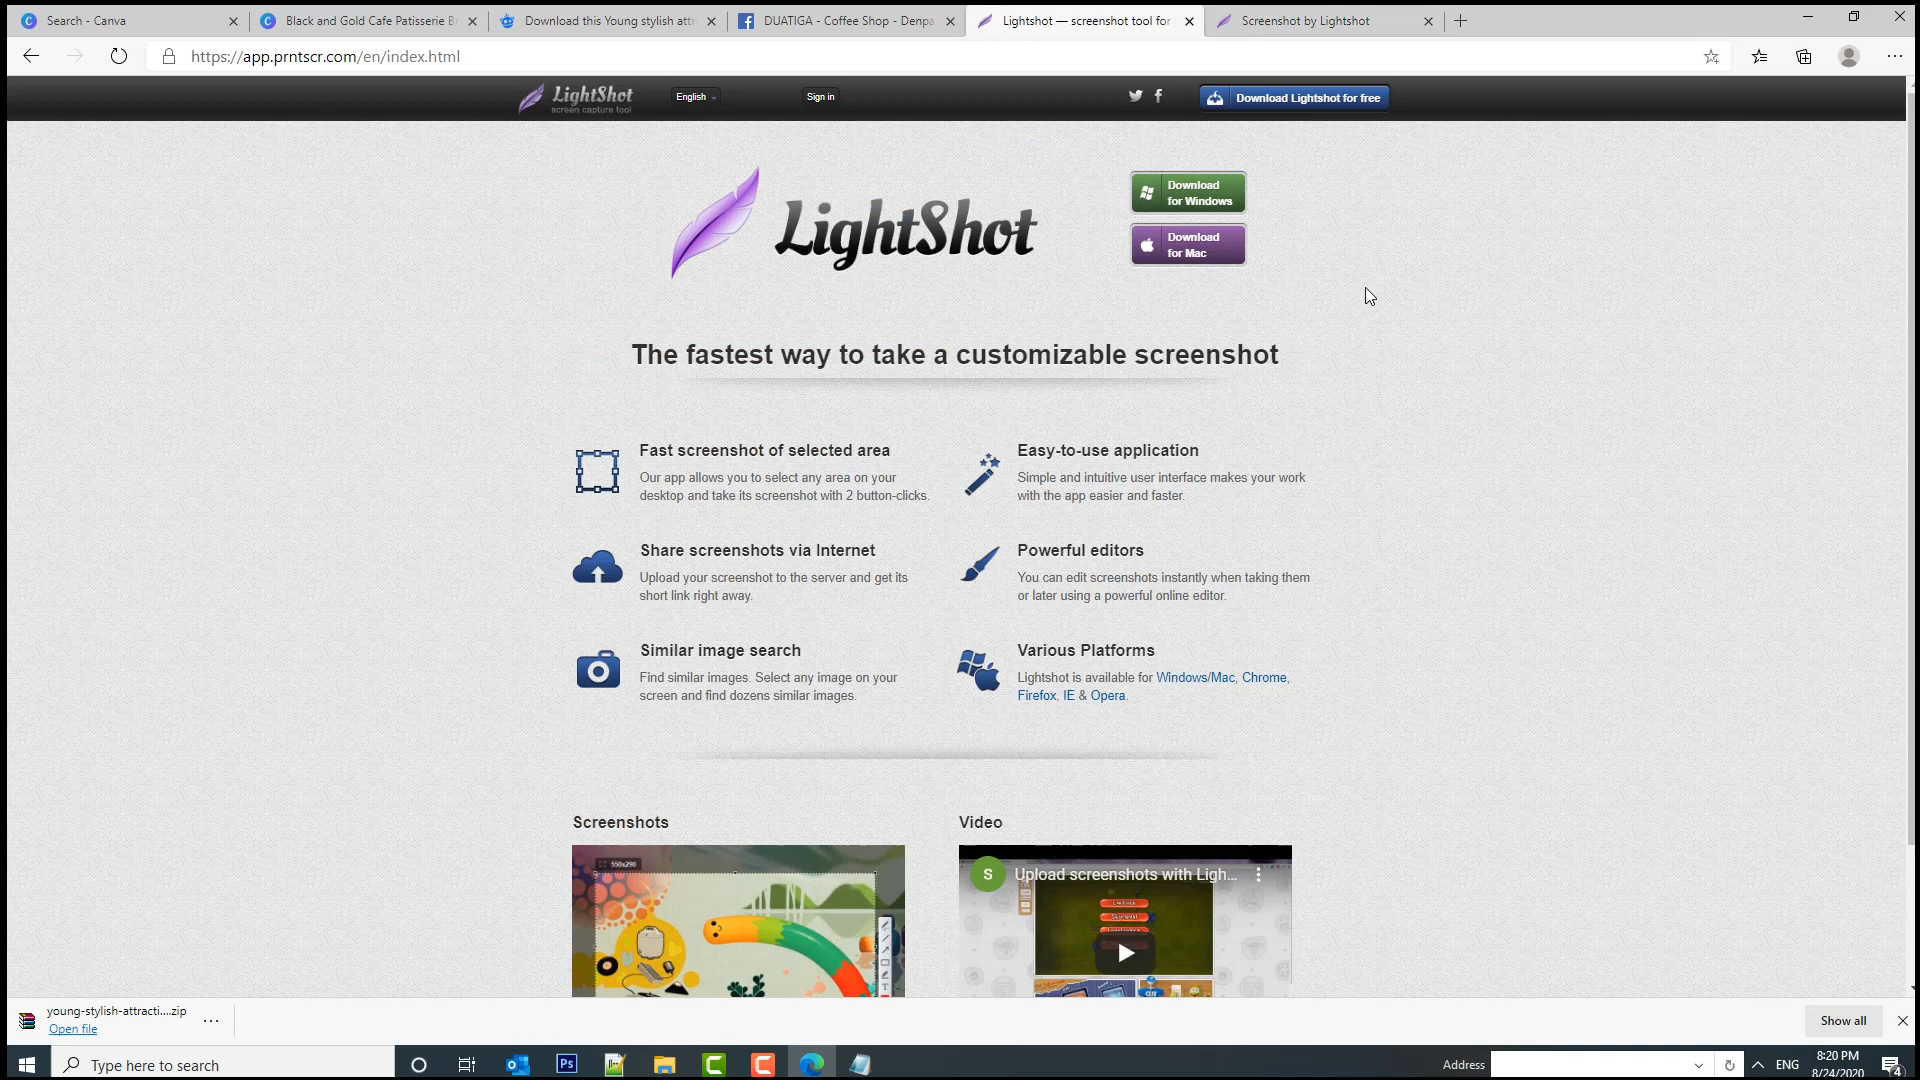 Search - Canva
Black and Gold Cafe Patisserie B
Download this Young stylish attr
DUATIGA - Coffee Shop - Denpa
Lightshot — screenshot tool for
Screenshot by Lightshot
https://app.prntscr.com/en/index.html
LightShot
screen capture tool
English
Sign in
Download Lightshot for free
LightShot
Download
for Windows
Download
for Mac
The fastest way to take a customizable screenshot
Fast screenshot of selected area
Our app allows you to select any area on your
desktop and take its screenshot with 2 button-clicks.
Easy-to-use application
Simple and intuitive user interface makes your work
with the app easier and faster.
Share screenshots via Internet
Upload your screenshot to the server and get its
short link right away.
Powerful editors
You can edit screenshots instantly when taking them
or later using a powerful online editor.
Similar image search
Find similar images. Select any image on your
screen and find dozens similar images.
Various Platforms
Lightshot is available for Windows/Mac, Chrome,
Firefox, IE & Opera.
Screenshots
Video
550x290
S
Upload screenshots with Ligh...
young-stylish-attracti....zip
Open file
Show all
Type here to search
Ps
Address
ENG
8:20 PM
8/24/2020
4